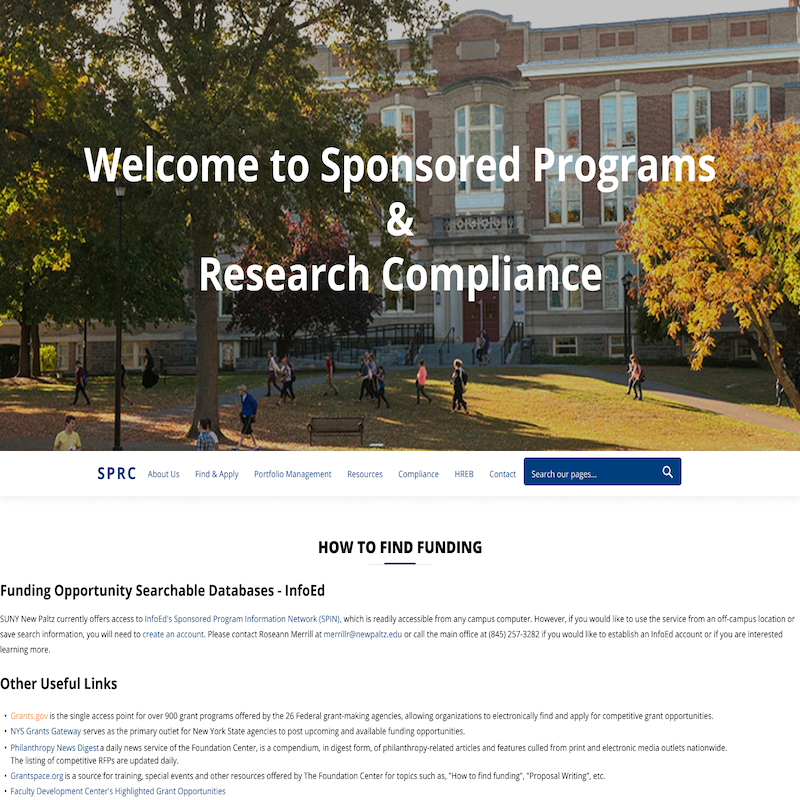 Welcome to Sponsored Programs
&
Research Compliance
SPRC About Us Find & Apply Portfolio Management Resources Compliance HREB Contact Search our pages...
HOW TO FIND FUNDING
Funding Opportunity Searchable Databases - InfoEd
SUNY New Paltz currently offers access to InfoEd's Sponsored Program Information Network (SPIN), which is readily accessible from any campus computer. However, if you would like to use the service from an off-campus location or
save search information, you will need to create an account. Please contact Roseann Merrill at merrillr@newpaltz.edu or call the main office at (845) 257-3282 if you would like to establish an InfoEd account or if you are interested
learning more.
Other Useful Links
• Grants.gov is the single access point for over 900 grant programs offered by the 26 Federal grant-making agencies, allowing organizations to electronically find and apply for competitive grant opportunities.
• NYS Grants Gateway serves as the primary outlet for New York State agencies to post upcoming and available funding opportunities.
• Philanthropy News Digest a daily news service of the Foundation Center, is a compendium, in digest form, of philanthropy-related articles and features culled from print and electronic media outlets nationwide.
The listing of competitive RFPs are updated daily.
• Grantspace.org is a source for training, special events and other resources offered by The Foundation Center for topics such as, "How to find funding", "Proposal Writing", etc.
• Faculty Development Center's Highlighted Grant Opportunities